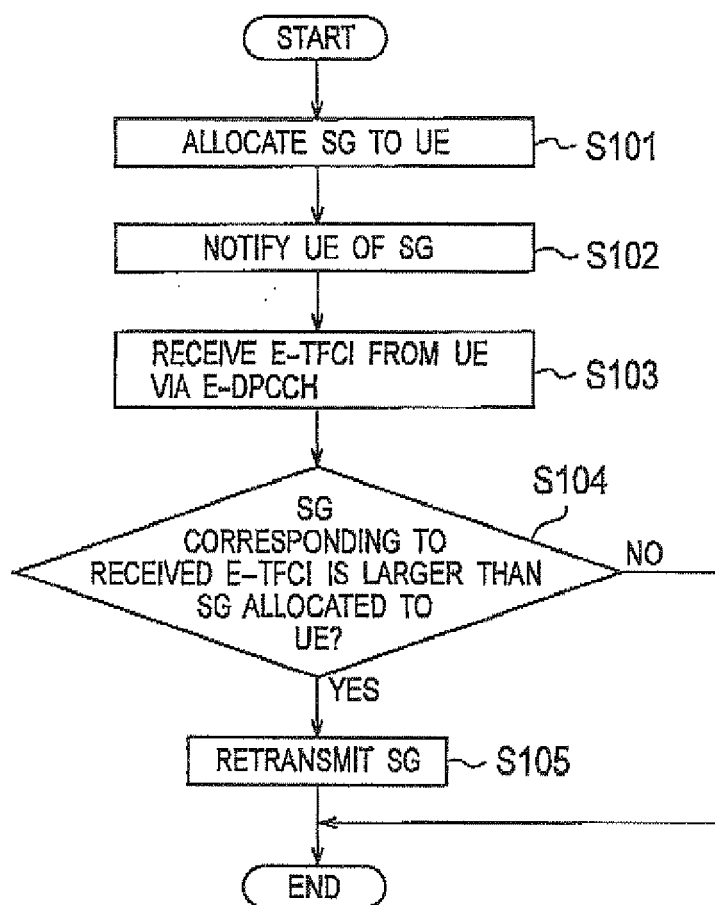 START
ALLOCATE SG TO UE
S101
NOTIFY UE OF SG
S102
RECEIVE E-TFCI FROM UE
VIA E-DPCCH
S103
S104
SG
CORRESPONDING TO
RECEIVED E-TFCI IS LARGER THAN
SG ALLOCATED TO
UE?
NO
YES
RETRANSMIT SG
S105
END